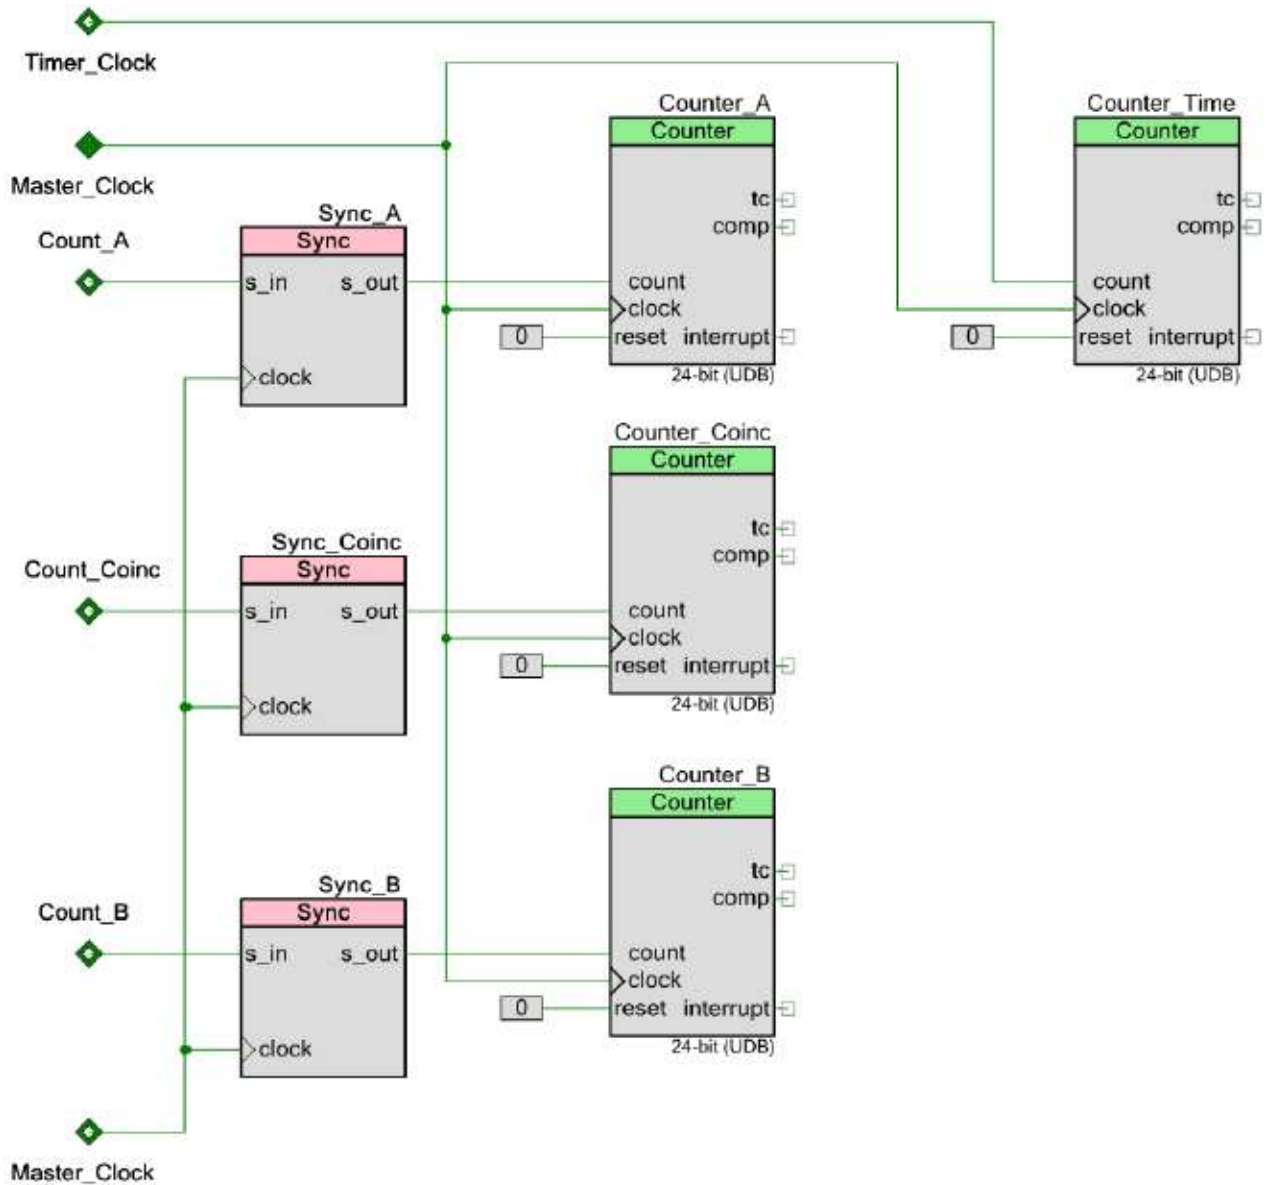 Timer_Clock
Master_Clock
Count_A
Sync_A
Sync
s_in s_out
clock
Counter_A
Counter
tc
comp
count
clock
0
reset interrupt
24-bit (UDB)
Counter_Time
Counter
tc
comp
count
clock
0
reset interrupt
24-bit (UDB)
Count_Coinc
Sync_Coinc
Sync
s_in s_out
clock
Counter_Coinc
Counter
tc
comp
count
clock
0
reset interrupt
24-bit (UDB)
Count_B
Sync_B
Sync
s_in s_out
clock
Counter_B
Counter
tc
comp
count
clock
0
reset interrupt
24-bit (UDB)
Master_Clock